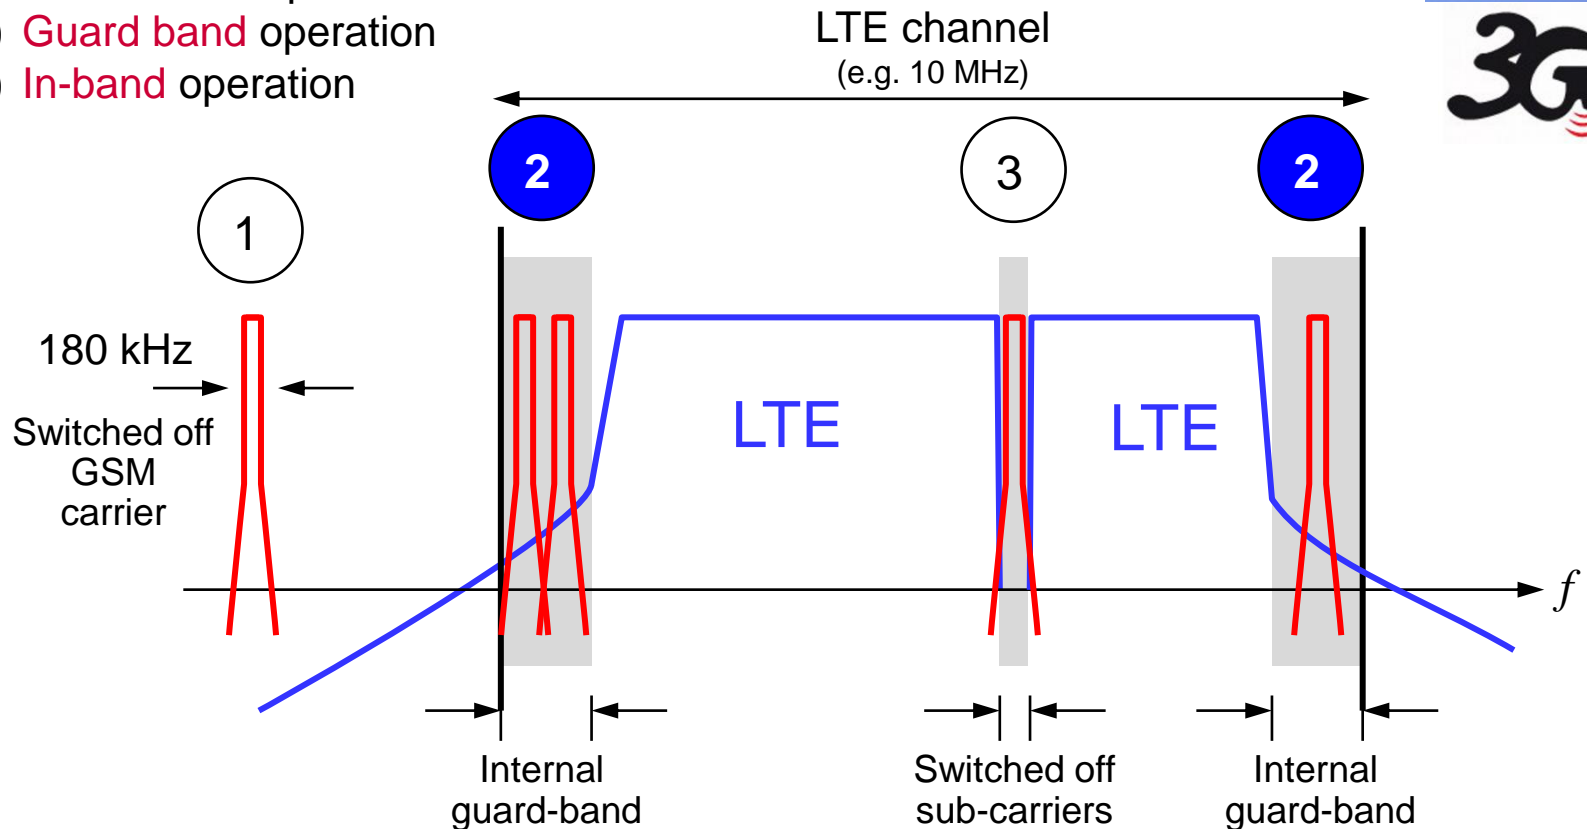 Guard band operation
In-band operation
LTE channel
(e.g. 10 MHz)
3G
2
3
2
1
180 kHz
Switched off
GSM
carrier
LTE
LTE
f
Internal
guard-band
Switched off
sub-carriers
Internal
guard-band